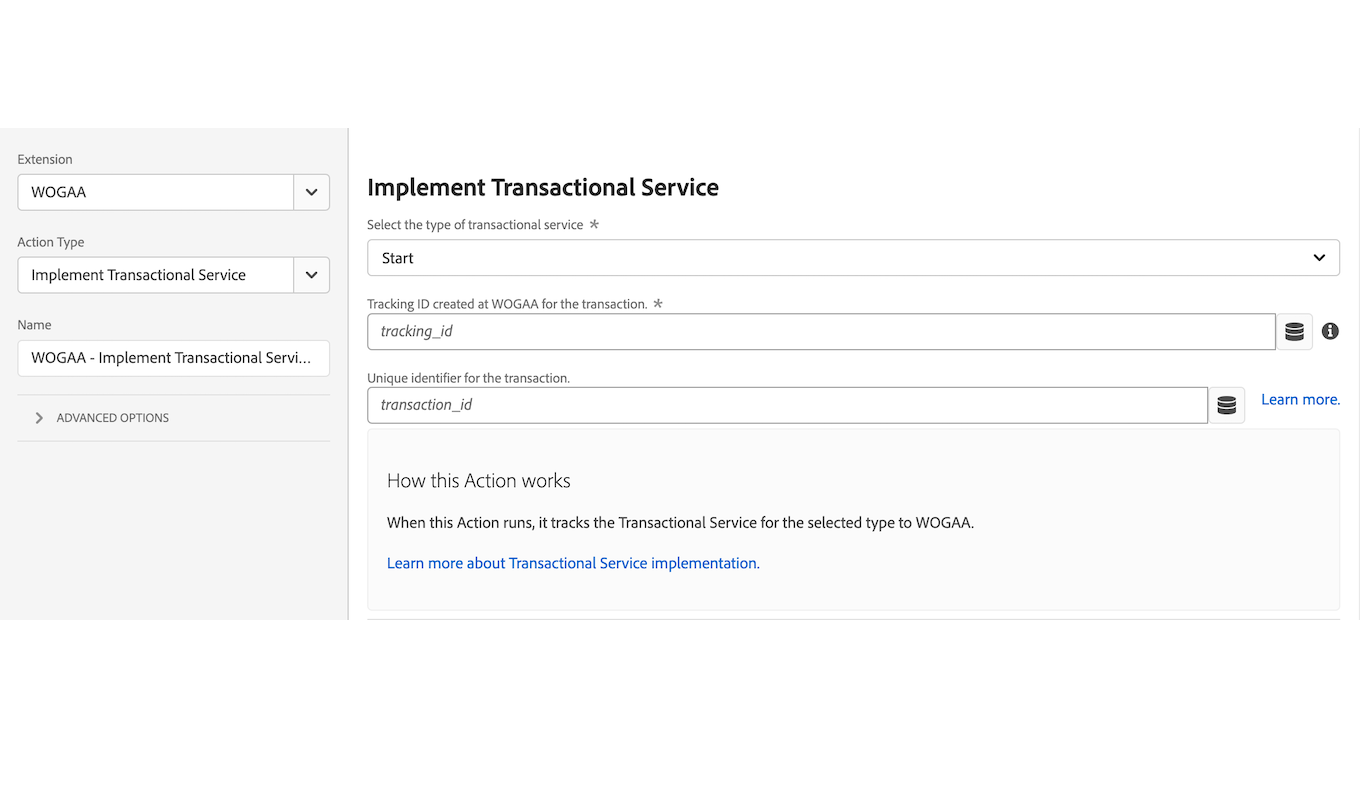 Extension
WOGAA
Action Type
Implement Transactional Service
Name
WOGAA - Implement Transactional Servi...
ADVANCED OPTIONS
Implement Transactional Service
Select the type of transactional service *
Start
Tracking ID created at WOGAA for the transaction. *
tracking_id
Unique identifier for the transaction.
transaction_id
Learn more.
How this Action works
When this Action runs, it tracks the Transactional Service for the selected type to WOGAA.
Learn more about Transactional Service implementation.